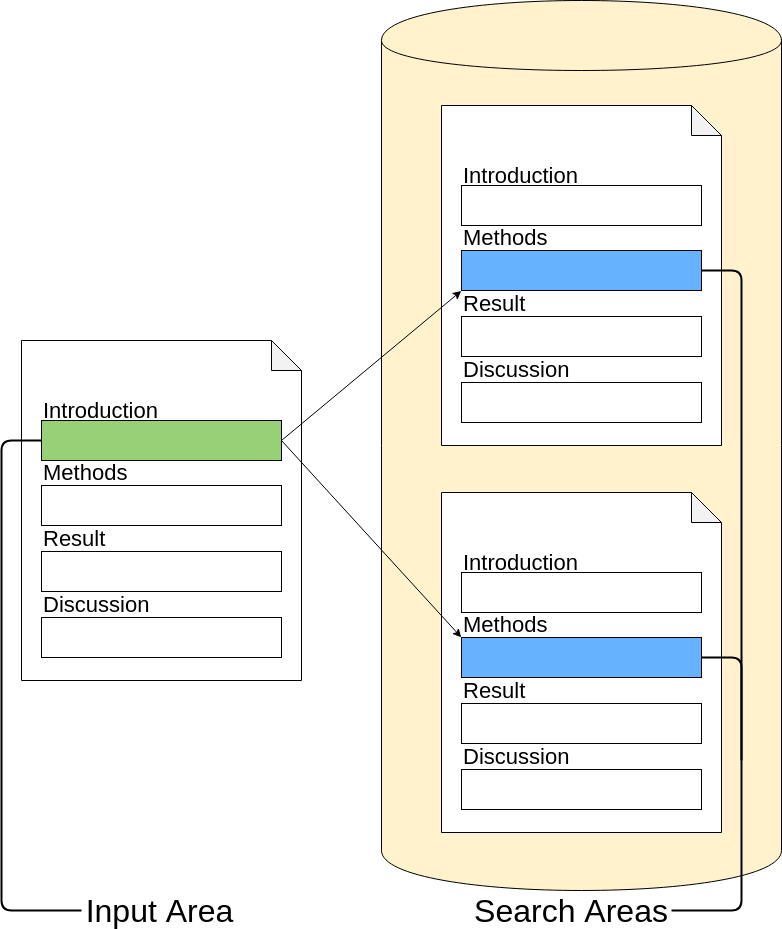 Introduction
Methods
Result
Discussion
Introduction
Methods
Result
Discussion
Introduction
Methods
Result
Discussion
Input Area
Search Areas